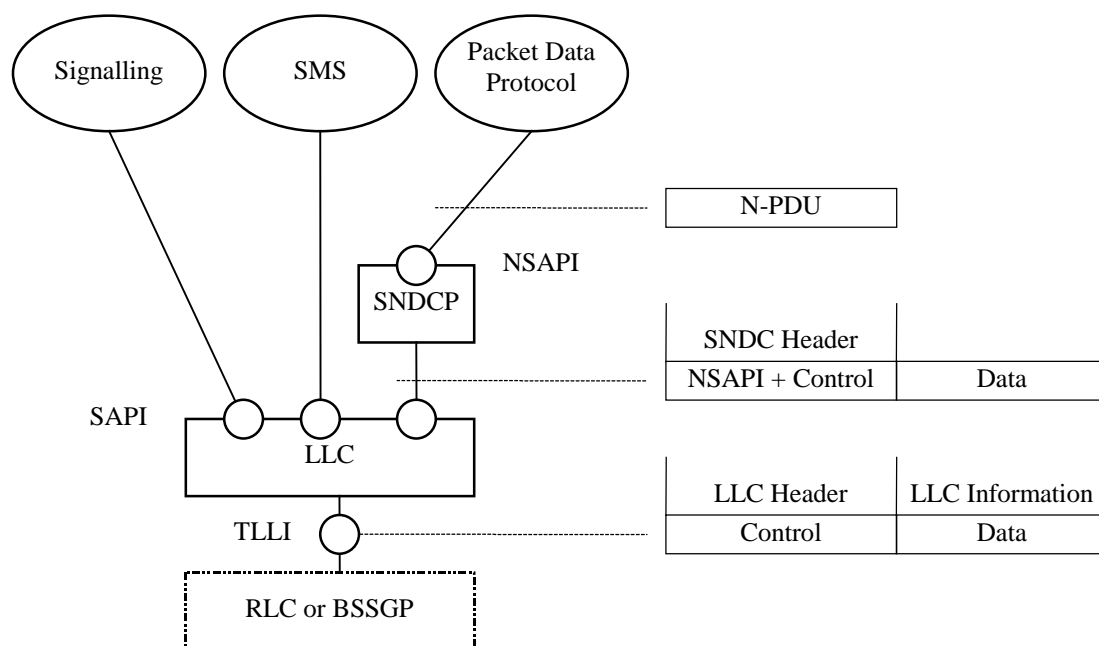 Signalling
SMS
Packet Data
Protocol
N-PDU
NSAPI
SNDCP
SNDC Header
NSAPI + Control
Data
SAPI
LLC
LLC Header
LLC Information
TLLI
Control
Data
RLC or BSSGP